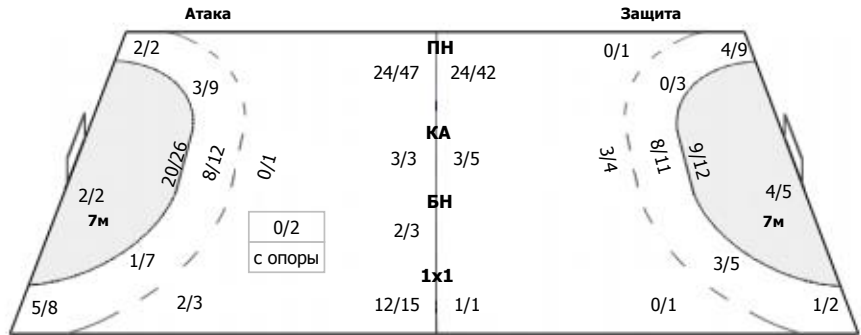 Атака Защита
2/2 ПН 0/1 4/9
24/47 24/42
3/9 0/3
КА
20/26 8/12 0/1 3/3 3/5 3/4 8/11 9/12
2/2 4/5
БН
7м 0/2 2/3 7м
с опоры
1/7 3/5
1x1
5/8 2/3 12/15 1/1 0/1 1/2